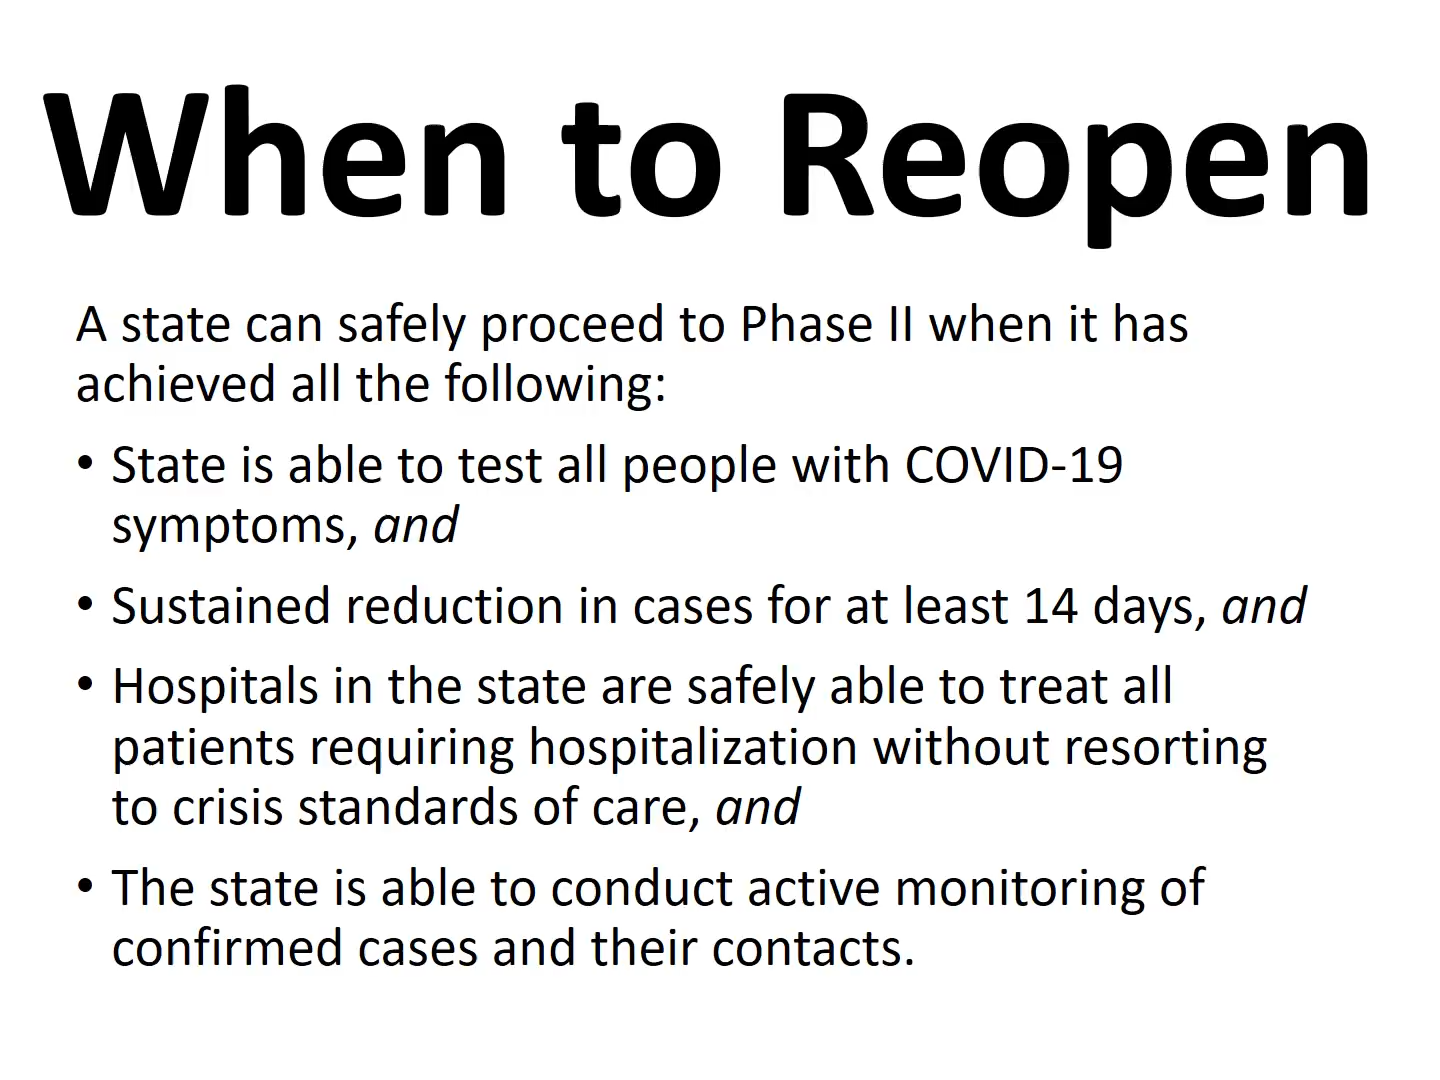 When to Reopen
A state can safely proceed to Phase II when it has
achieved all the following:
• State is able to test all people with COVID-19
symptoms, and
• Sustained reduction in cases for at least 14 days, and
• Hospitals in the state are safely able to treat all
patients requiring hospitalization without resorting
to crisis standards of care, and
• The state is able to conduct active monitoring of
confirmed cases and their contacts.